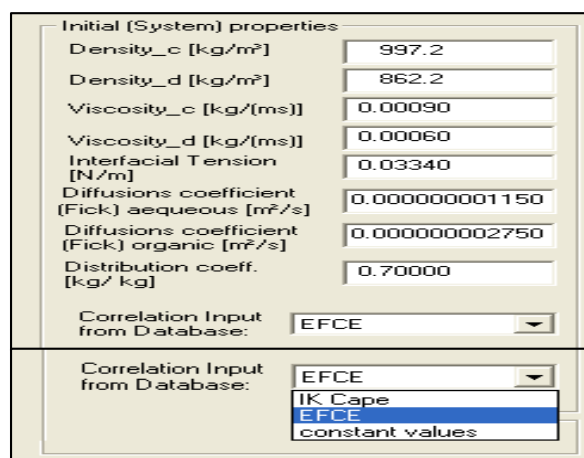 Initial (System) properties
Density_c [kg/m³] 997.2
Density_d [kg/m³] 862.2
Viscosity_c [kg/(ms)] 0.00090
Viscosity_d [kg/(ms)] 0.00060
Interfacial Tension
[N/m] 0.03340
Diffusions coefficient
(Fick) aequeous [m²/s] 0.000000001150
Diffusions coefficient
(Fick) organic [m²/s] 0.000000002750
Distribution coeff.
[kg/ kg] 0.70000
Correlation Input
from Database: EFCE
Correlation Input
from Database: EFCE
IK Cape
EFCE
constant values